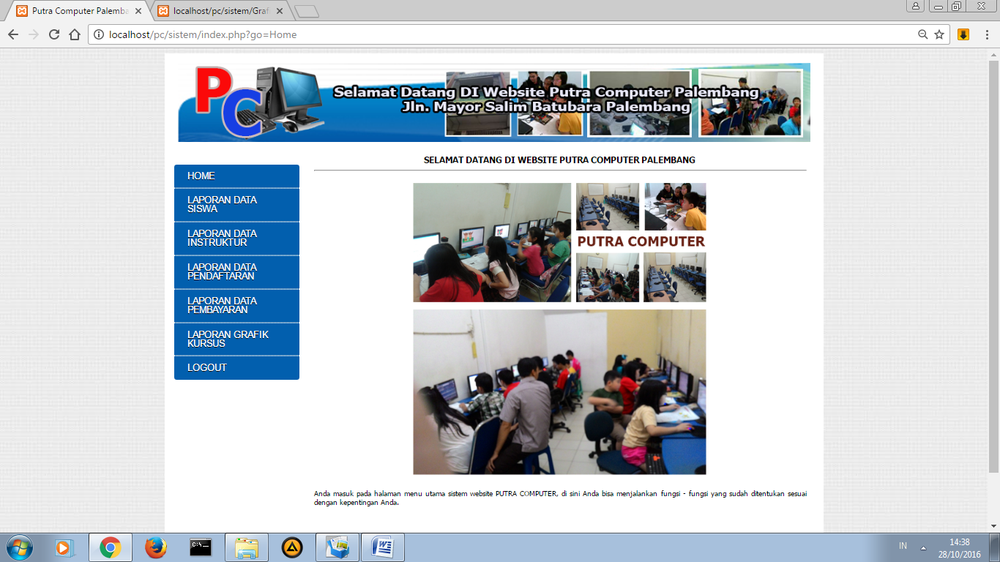 Putra Computer Palemba
localhost/pc/sistem/Graf
localhost/pc/sistem/index.php?go=Home
PC
Selamat Datang DI Website Putra Computer Palembang
Jln. Mayor Salim Batubara Palembang
SELAMAT DATANG DI WEBSITE PUTRA COMPUTER PALEMBANG
HOME
LAPORAN DATA
SISWA
LAPORAN DATA
INSTRUKTUR
LAPORAN DATA
PENDAFTARAN
LAPORAN DATA
PEMBAYARAN
LAPORAN GRAFIK
KURSUS
LOGOUT
PUTRA COMPUTER
Anda masuk pada halaman menu utama sistem website PUTRA COMPUTER, di sini Anda bisa menjalankan fungsi - fungsi yang sudah ditentukan sesuai
dengan kepentingan Anda.
C:\_
IN
14:38
28/10/2016